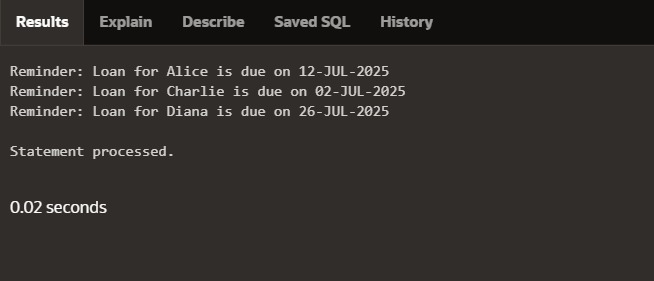 Results Explain Describe Saved SQL History
Reminder: Loan for Alice is due on 12-JUL-2025
Reminder: Loan for Charlie is due on 02-JUL-2025
Reminder: Loan for Diana is due on 26-JUL-2025
Statement processed.
0.02 seconds